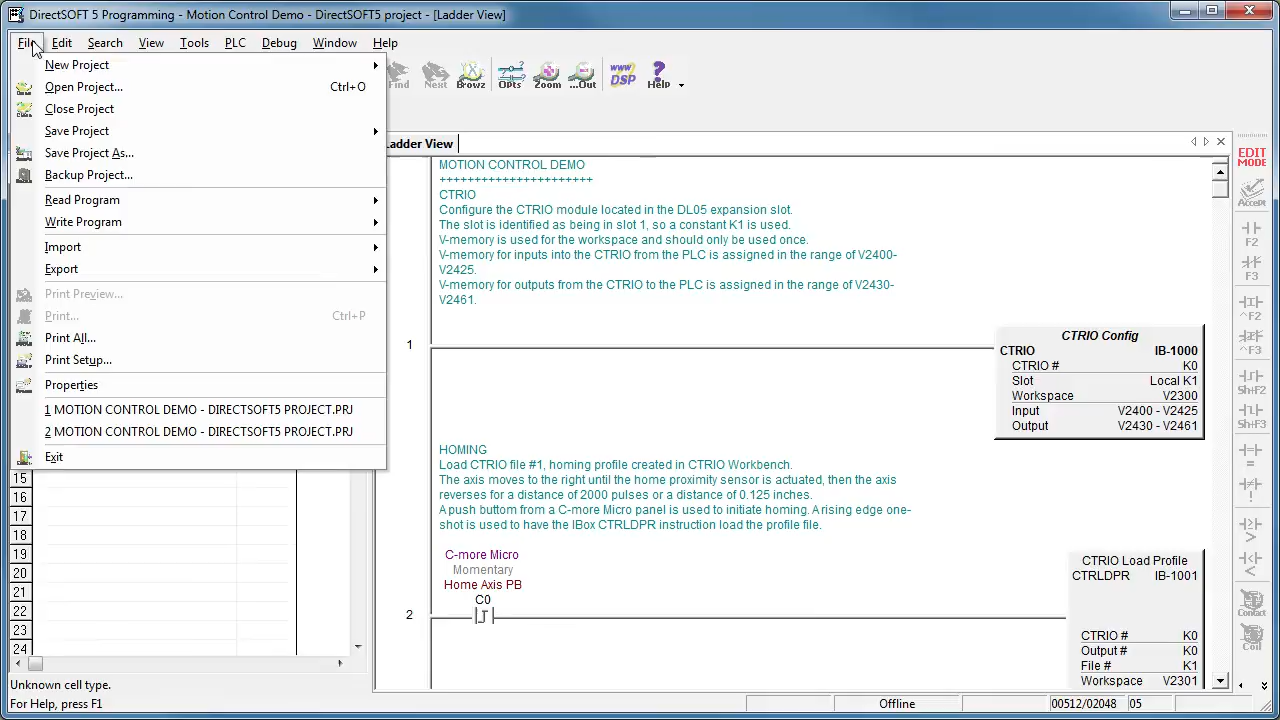 DirectSOFT 5 Programming - Motion Control Demo - DirectSOFT5 project - [Ladder View]
File Edit Search View Tools PLC Debug Window Help
New Project
Open Project... Ctrl+O
Close Project
Save Project
Save Project As...
Backup Project...
Read Program
Write Program
Import
Export
Print Preview...
Print... Ctrl+P
Print All...
Print Setup...
Properties
1 MOTION CONTROL DEMO - DIRECTSOFT5 PROJECT.PRJ
2 MOTION CONTROL DEMO - DIRECTSOFT5 PROJECT.PRJ
Exit
Find Next Browz Opts Zoom ...Out WWW DSP Help
Ladder View
MOTION CONTROL DEMO
++++++++++++++++++++++
CTRIO
Configure the CTRIO module located in the DL05 expansion slot.
The slot is identified as being in slot 1, so a constant K1 is used.
V-memory is used for the workspace and should only be used once.
V-memory for inputs into the CTRIO from the PLC is assigned in the range of V2400-
V2425.
V-memory for outputs from the CTRIO to the PLC is assigned in the range of V2430-
V2461.
1
CTRIO Config
CTRIO IB-1000
CTRIO # K0
Slot Local K1
Workspace V2300
Input V2400 - V2425
Output V2430 - V2461
HOMING
Load CTRIO file #1, homing profile created in CTRIO Workbench.
The axis moves to the right until the home proximity sensor is actuated, then the axis
reverses for a distance of 2000 pulses or a distance of 0.125 inches.
A push buttom from a C-more Micro panel is used to initiate homing. A rising edge one-
shot is used to have the IBox CTRLDPR instruction load the profile file.
C-more Micro
Momentary
Home Axis PB
C0
2
CTRIO Load Profile
CTRLDPR IB-1001
CTRIO # K0
Output # K0
File # K1
Workspace V2301
EDIT
MODE
Accept
F2
F3
^F2
^F3
Sh+F2
Sh+F3
=
!
>
<
Contact
Coil
15
16
17
18
19
20
21
22
23
24
Unknown cell type.
For Help, press F1
Offline
00512/02048 05